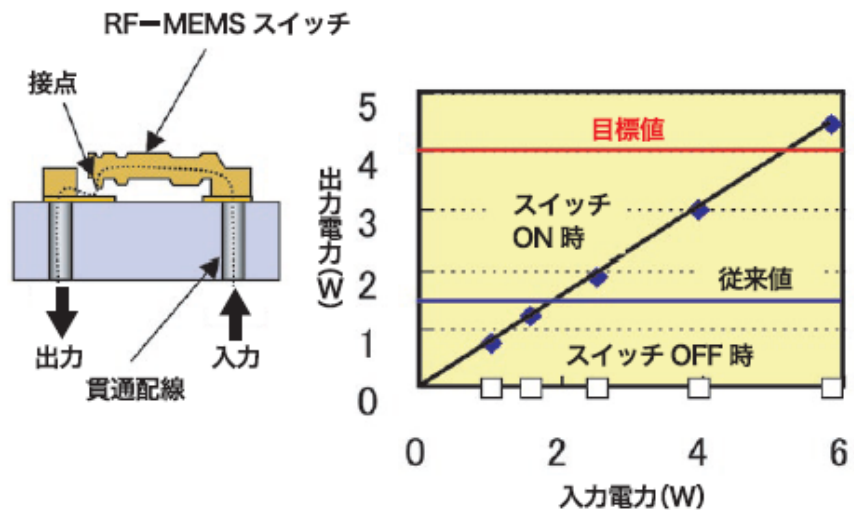 RF－MEMS スイッチ
接点
出力
入力
貫通配線
出力電力(W)
5
4
3
2
1
0
目標値
スイッチ
ON 時
従来値
スイッチ OFF 時
0
2
4
6
入力電力(W)